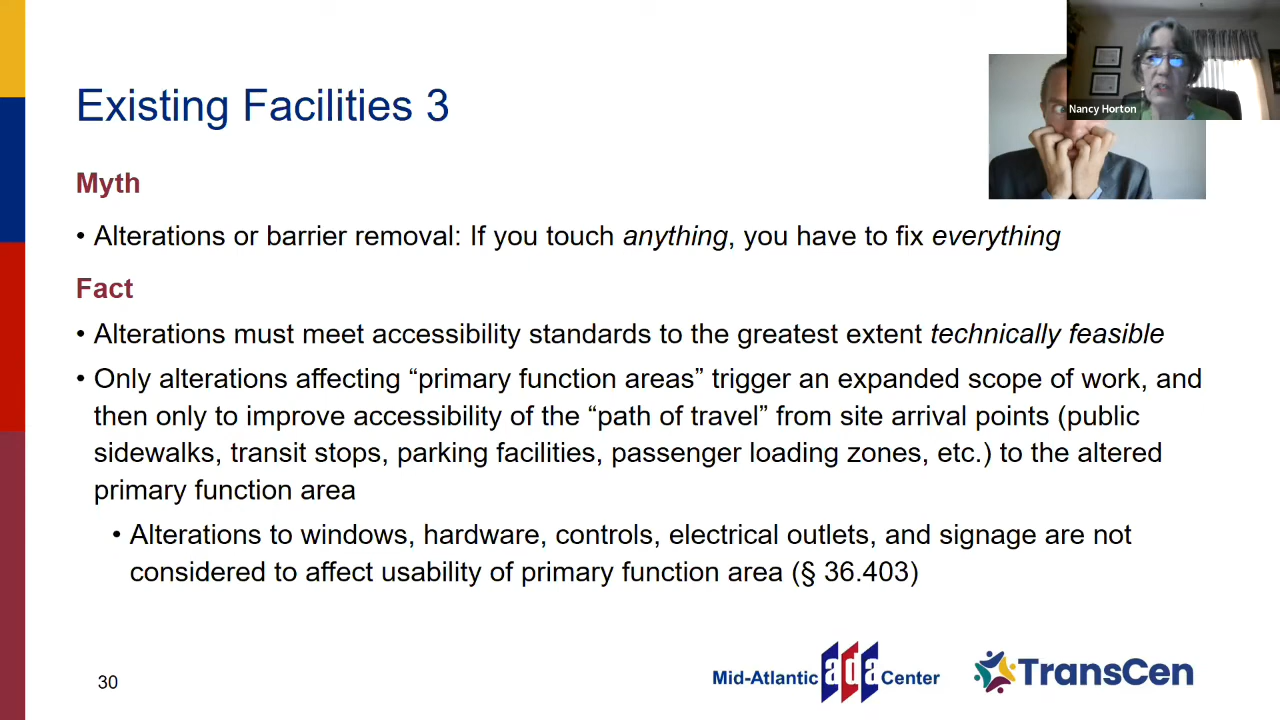 Nancy Horton
Existing Facilities 3
Myth
• Alterations or barrier removal: If you touch anything, you have to fix everything
Fact
• Alterations must meet accessibility standards to the greatest extent technically feasible
• Only alterations affecting “primary function areas” trigger an expanded scope of work, and
then only to improve accessibility of the “path of travel” from site arrival points (public
sidewalks, transit stops, parking facilities, passenger loading zones, etc.) to the altered
primary function area
• Alterations to windows, hardware, controls, electrical outlets, and signage are not
considered to affect usability of primary function area (§ 36.403)
30
Mid-Atlantic ada Center
TransCen